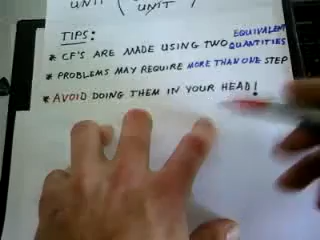 UNIT ( UNIT )
TIPS:
* CF'S ARE MADE USING TWO EQUIVALENT QUANTITIES
* PROBLEMS MAY REQUIRE MORE THAN ONE STEP
* AVOID DOING THEM IN YOUR HEAD!